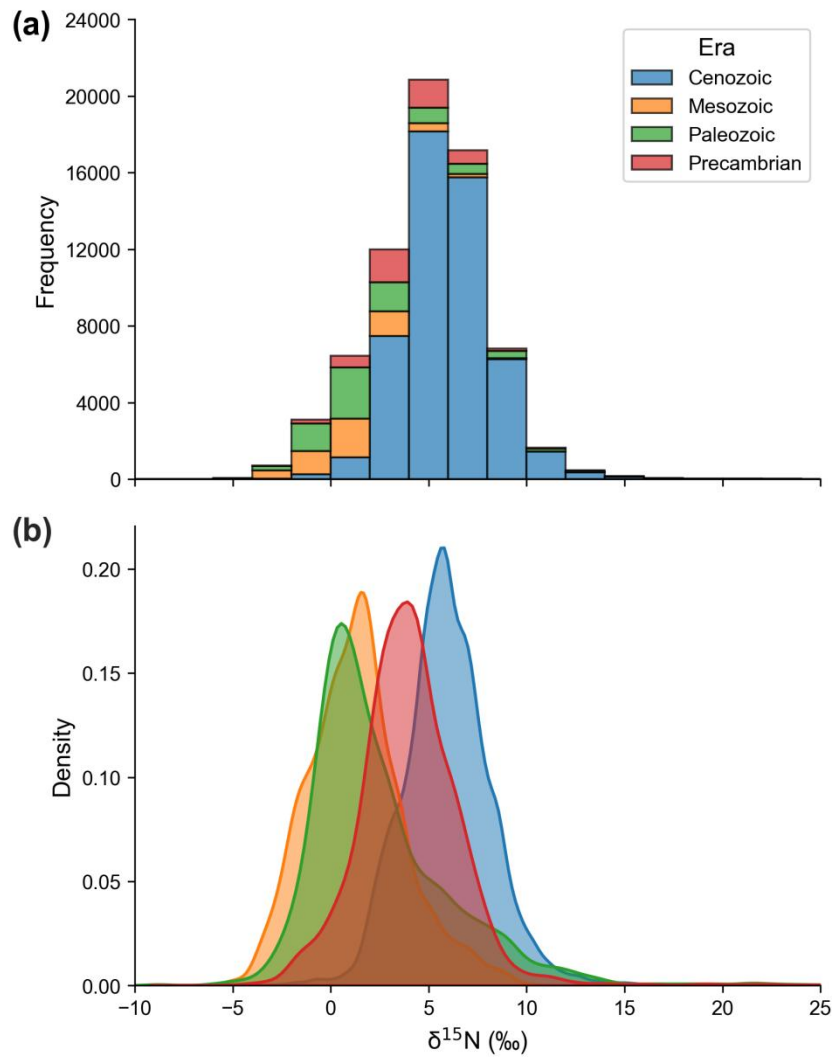 (a)
24000
20000
16000
12000
8000
4000
0
Frequency
Era
Cenozoic
Mesozoic
Paleozoic
Precambrian
(b)
0.20
0.15
0.10
0.05
0.00
Density
−10 −5 0 5 10 15 20 25
δ¹⁵N (‰)